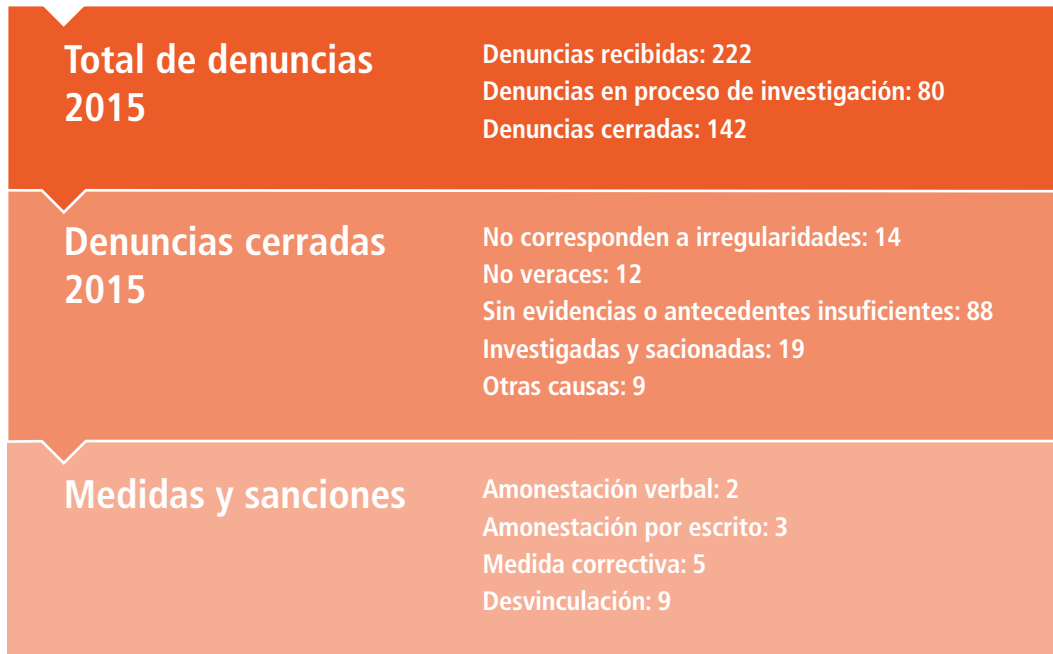 Total de denuncias
2015
Denuncias recibidas: 222
Denuncias en proceso de investigación: 80
Denuncias cerradas: 142
Denuncias cerradas
2015
No corresponden a irregularidades: 14
No veraces: 12
Sin evidencias o antecedentes insuficientes: 88
Investigadas y sacionadas: 19
Otras causas: 9
Medidas y sanciones
Amonestación verbal: 2
Amonestación por escrito: 3
Medida correctiva: 5
Desvinculación: 9